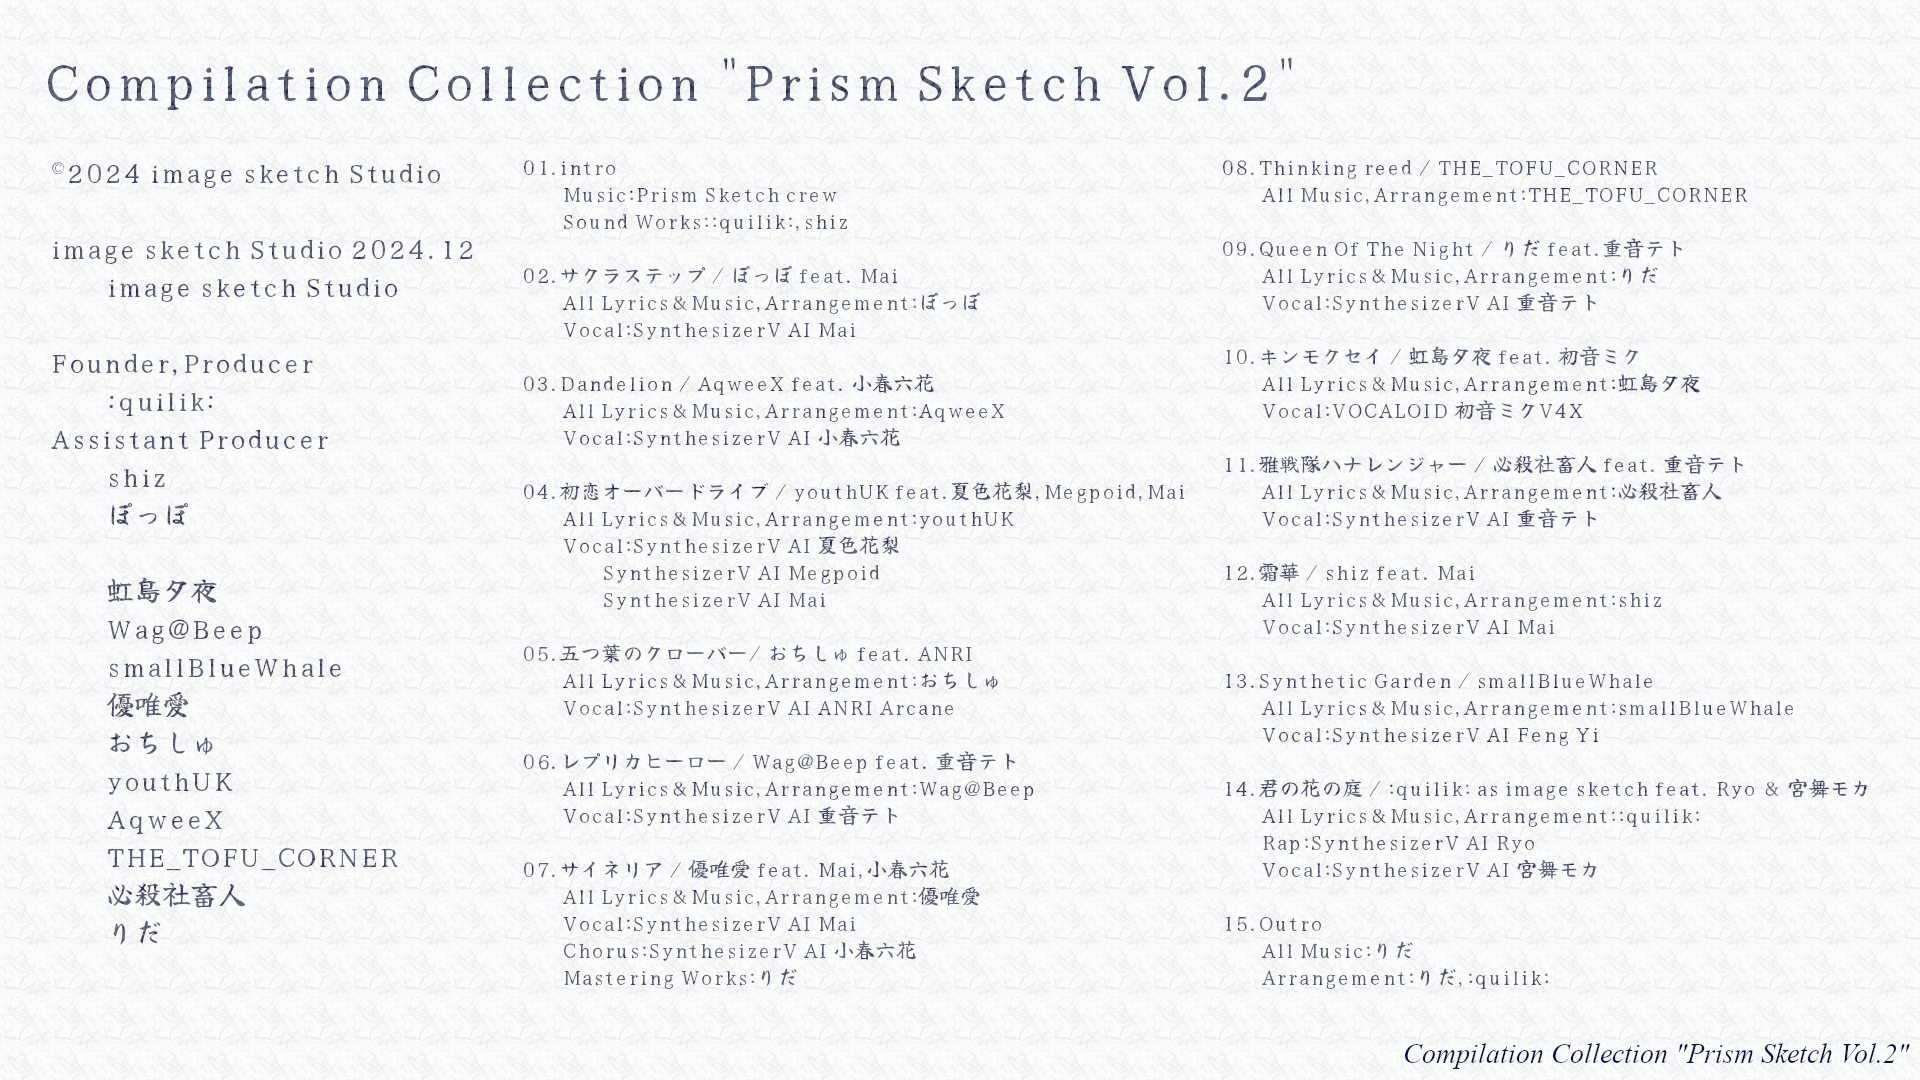 Compilation Collection "Prism Sketch Vol.2"
©2024 image sketch Studio
image sketch Studio 2024.12
image sketch Studio
Founder,Producer
:quilik:
Assistant Producer
shiz
ぽっぽ
虹島夕夜
Wag@Beep
smallBlueWhale
優唯愛
おちしゅ
youthUK
AqweeX
THE_TOFU_CORNER
必殺社畜人
りだ
01.intro
Music:Prism Sketch crew
Sound Works::quilik:,shiz
02.サクラステップ / ぽっぽ feat. Mai
All Lyrics&Music,Arrangement:ぽっぽ
Vocal:SynthesizerV AI Mai
03.Dandelion / AqweeX feat. 小春六花
All Lyrics&Music,Arrangement:AqweeX
Vocal:SynthesizerV AI 小春六花
04.初恋オーバードライブ / youthUK feat.夏色花梨,Megpoid,Mai
All Lyrics&Music,Arrangement:youthUK
Vocal:SynthesizerV AI 夏色花梨
SynthesizerV AI Megpoid
SynthesizerV AI Mai
05.五つ葉のクローバー/ おちしゅ feat. ANRI
All Lyrics&Music,Arrangement:おちしゅ
Vocal:SynthesizerV AI ANRI Arcane
06.レプリカヒーロー / Wag@Beep feat. 重音テト
All Lyrics&Music,Arrangement:Wag@Beep
Vocal:SynthesizerV AI 重音テト
07.サイネリア / 優唯愛 feat. Mai,小春六花
All Lyrics&Music,Arrangement:優唯愛
Vocal:SynthesizerV AI Mai
Chorus:SynthesizerV AI 小春六花
Mastering Works:りだ
08.Thinking reed / THE_TOFU_CORNER
All Music,Arrangement:THE_TOFU_CORNER
09.Queen Of The Night / りだ feat.重音テト
All Lyrics&Music,Arrangement:りだ
Vocal:SynthesizerV AI 重音テト
10.キンモクセイ / 虹島夕夜 feat. 初音ミク
All Lyrics&Music,Arrangement:虹島夕夜
Vocal:VOCALOID 初音ミクV4X
11.雅戦隊ハナレンジャー / 必殺社畜人 feat. 重音テト
All Lyrics&Music,Arrangement:必殺社畜人
Vocal:SynthesizerV AI 重音テト
12.霜華 / shiz feat. Mai
All Lyrics&Music,Arrangement:shiz
Vocal:SynthesizerV AI Mai
13.Synthetic Garden / smallBlueWhale
All Lyrics&Music,Arrangement:smallBlueWhale
Vocal:SynthesizerV AI Feng Yi
14.君の花の庭 / :quilik: as image sketch feat. Ryo & 宮舞モカ
All Lyrics&Music,Arrangement::quilik:
Rap:SynthesizerV AI Ryo
Vocal:SynthesizerV AI 宮舞モカ
15.Outro
All Music:りだ
Arrangement:りだ,:quilik:
Compilation Collection "Prism Sketch Vol.2"